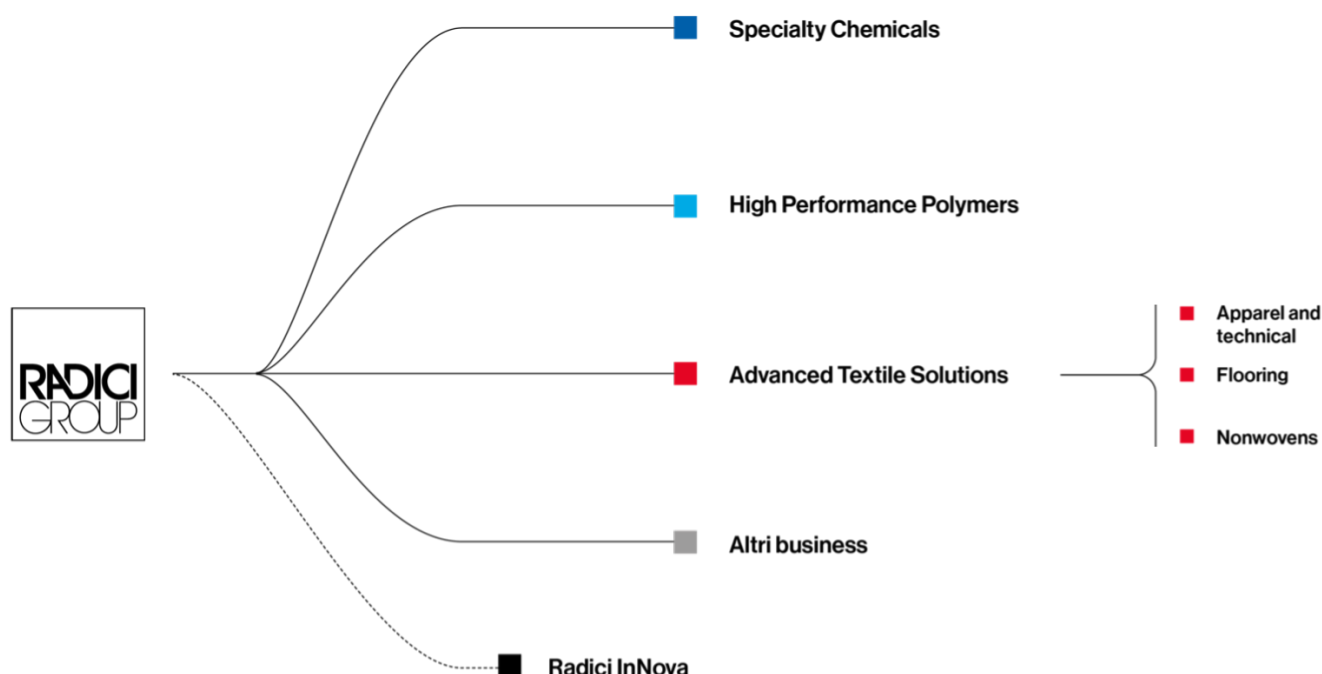 Specialty Chemicals
High Performance Polymers
RADICI
GROUP
Advanced Textile Solutions
Apparel and
technical
Flooring
Nonwovens
Altri business
Radici InNova